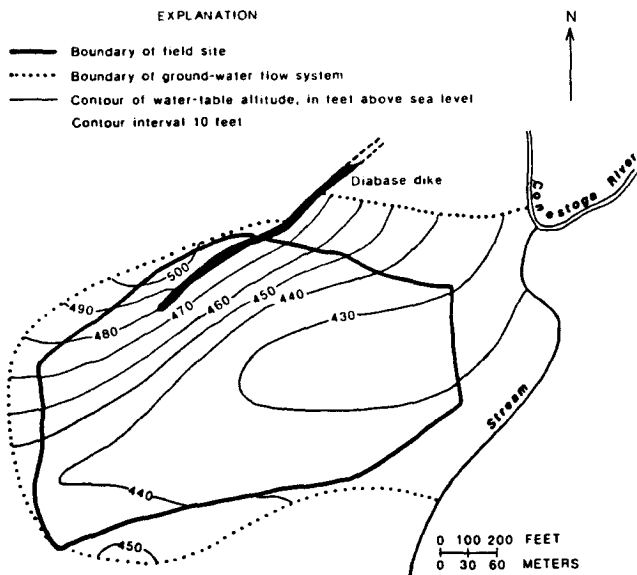 EXPLANATION
Boundary of field site
Boundary of ground-water flow system
Contour of water-table altitude, in feet above sea level
Contour interval 10 feet
N
Diabase dike
Conestoga River
500
490
480
470
460
450
440
430
440
450
Stream
0 100 200 FEET
0 30 60 METERS